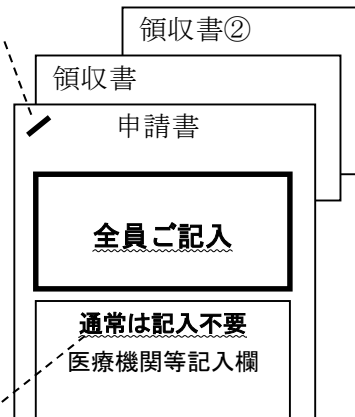 領収書②
領収書
申請書
全員ご記入
通常は記入不要
医療機関等記入欄